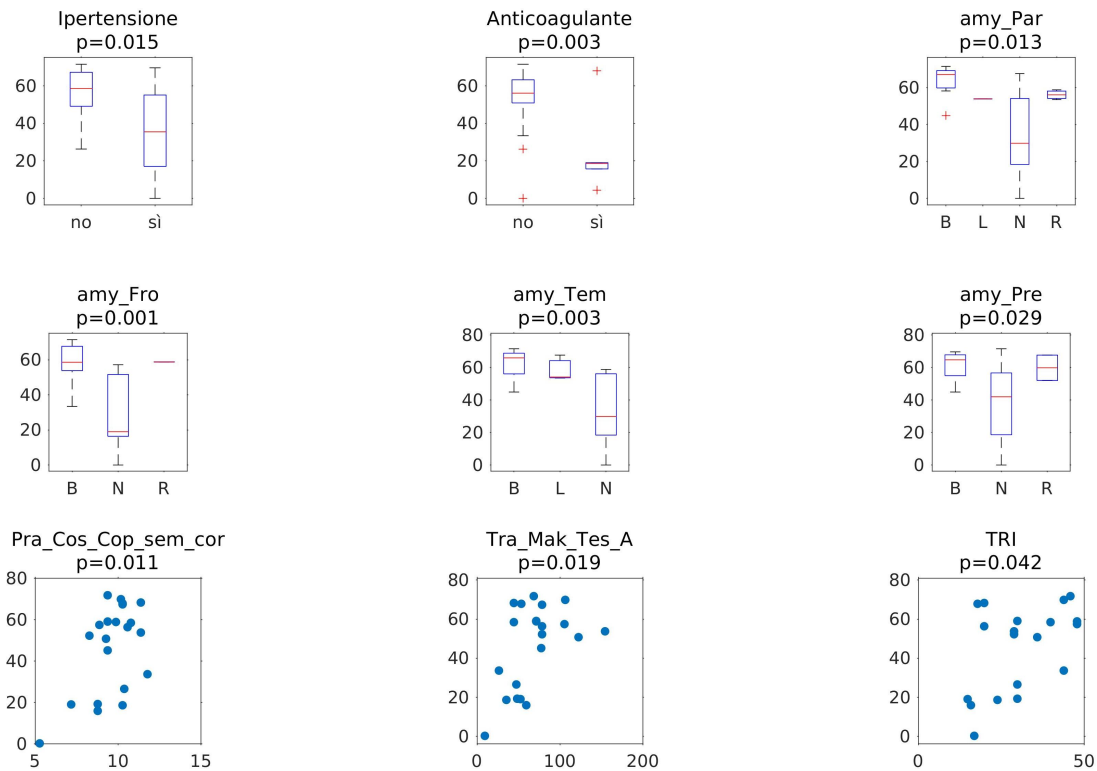 Ipertensione
p=0.015
60
40
20
0
no sì
Anticoagulante
p=0.003
60
40
20
0
no sì
amy_Par
p=0.013
60
40
20
0
B L N R
amy_Fro
p=0.001
60
40
20
0
B N R
amy_Tem
p=0.003
80
60
40
20
0
B L N
amy_Pre
p=0.029
80
60
40
20
0
B N R
Pra_Cos_Cop_sem_cor
p=0.011
80
60
40
20
0
5 10 15
Tra_Mak_Tes_A
p=0.019
80
60
40
20
0
0 100 200
TRI
p=0.042
80
60
40
20
0
0 50